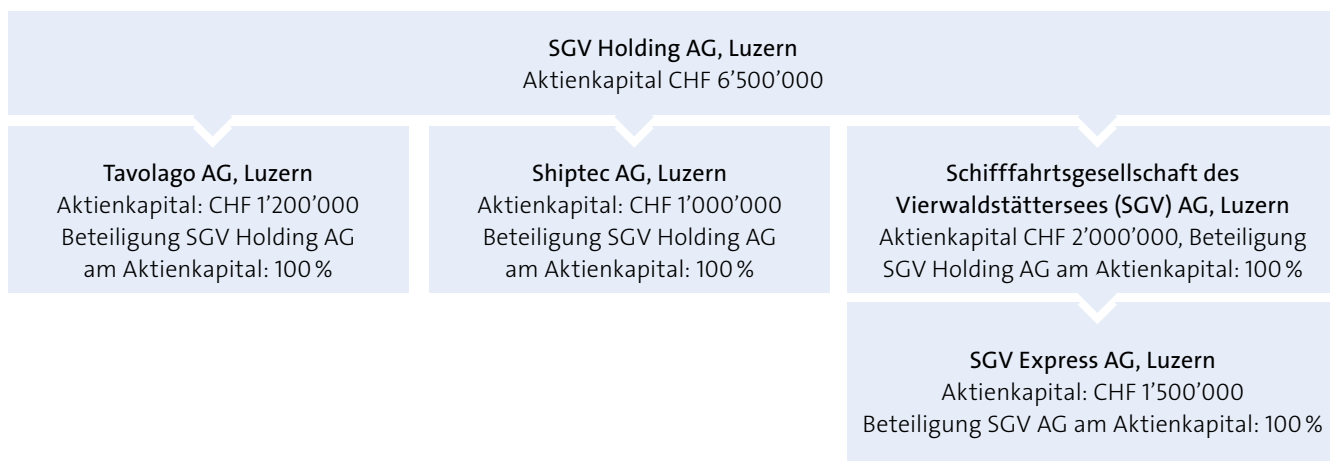 SGV Holding AG, Luzern
Aktienkapital CHF 6’500’000
Tavolago AG, Luzern
Aktienkapital: CHF 1’200’000
Beteiligung SGV Holding AG
am Aktienkapital: 100 %
Shiptec AG, Luzern
Aktienkapital: CHF 1’000’000
Beteiligung SGV Holding AG
am Aktienkapital: 100 %
Schifffahrtsgesellschaft des
Vierwaldstättersees (SGV) AG, Luzern
Aktienkapital CHF 2’000’000, Beteiligung
SGV Holding AG am Aktienkapital: 100 %
SGV Express AG, Luzern
Aktienkapital: CHF 1’500’000
Beteiligung SGV AG am Aktienkapital: 100 %